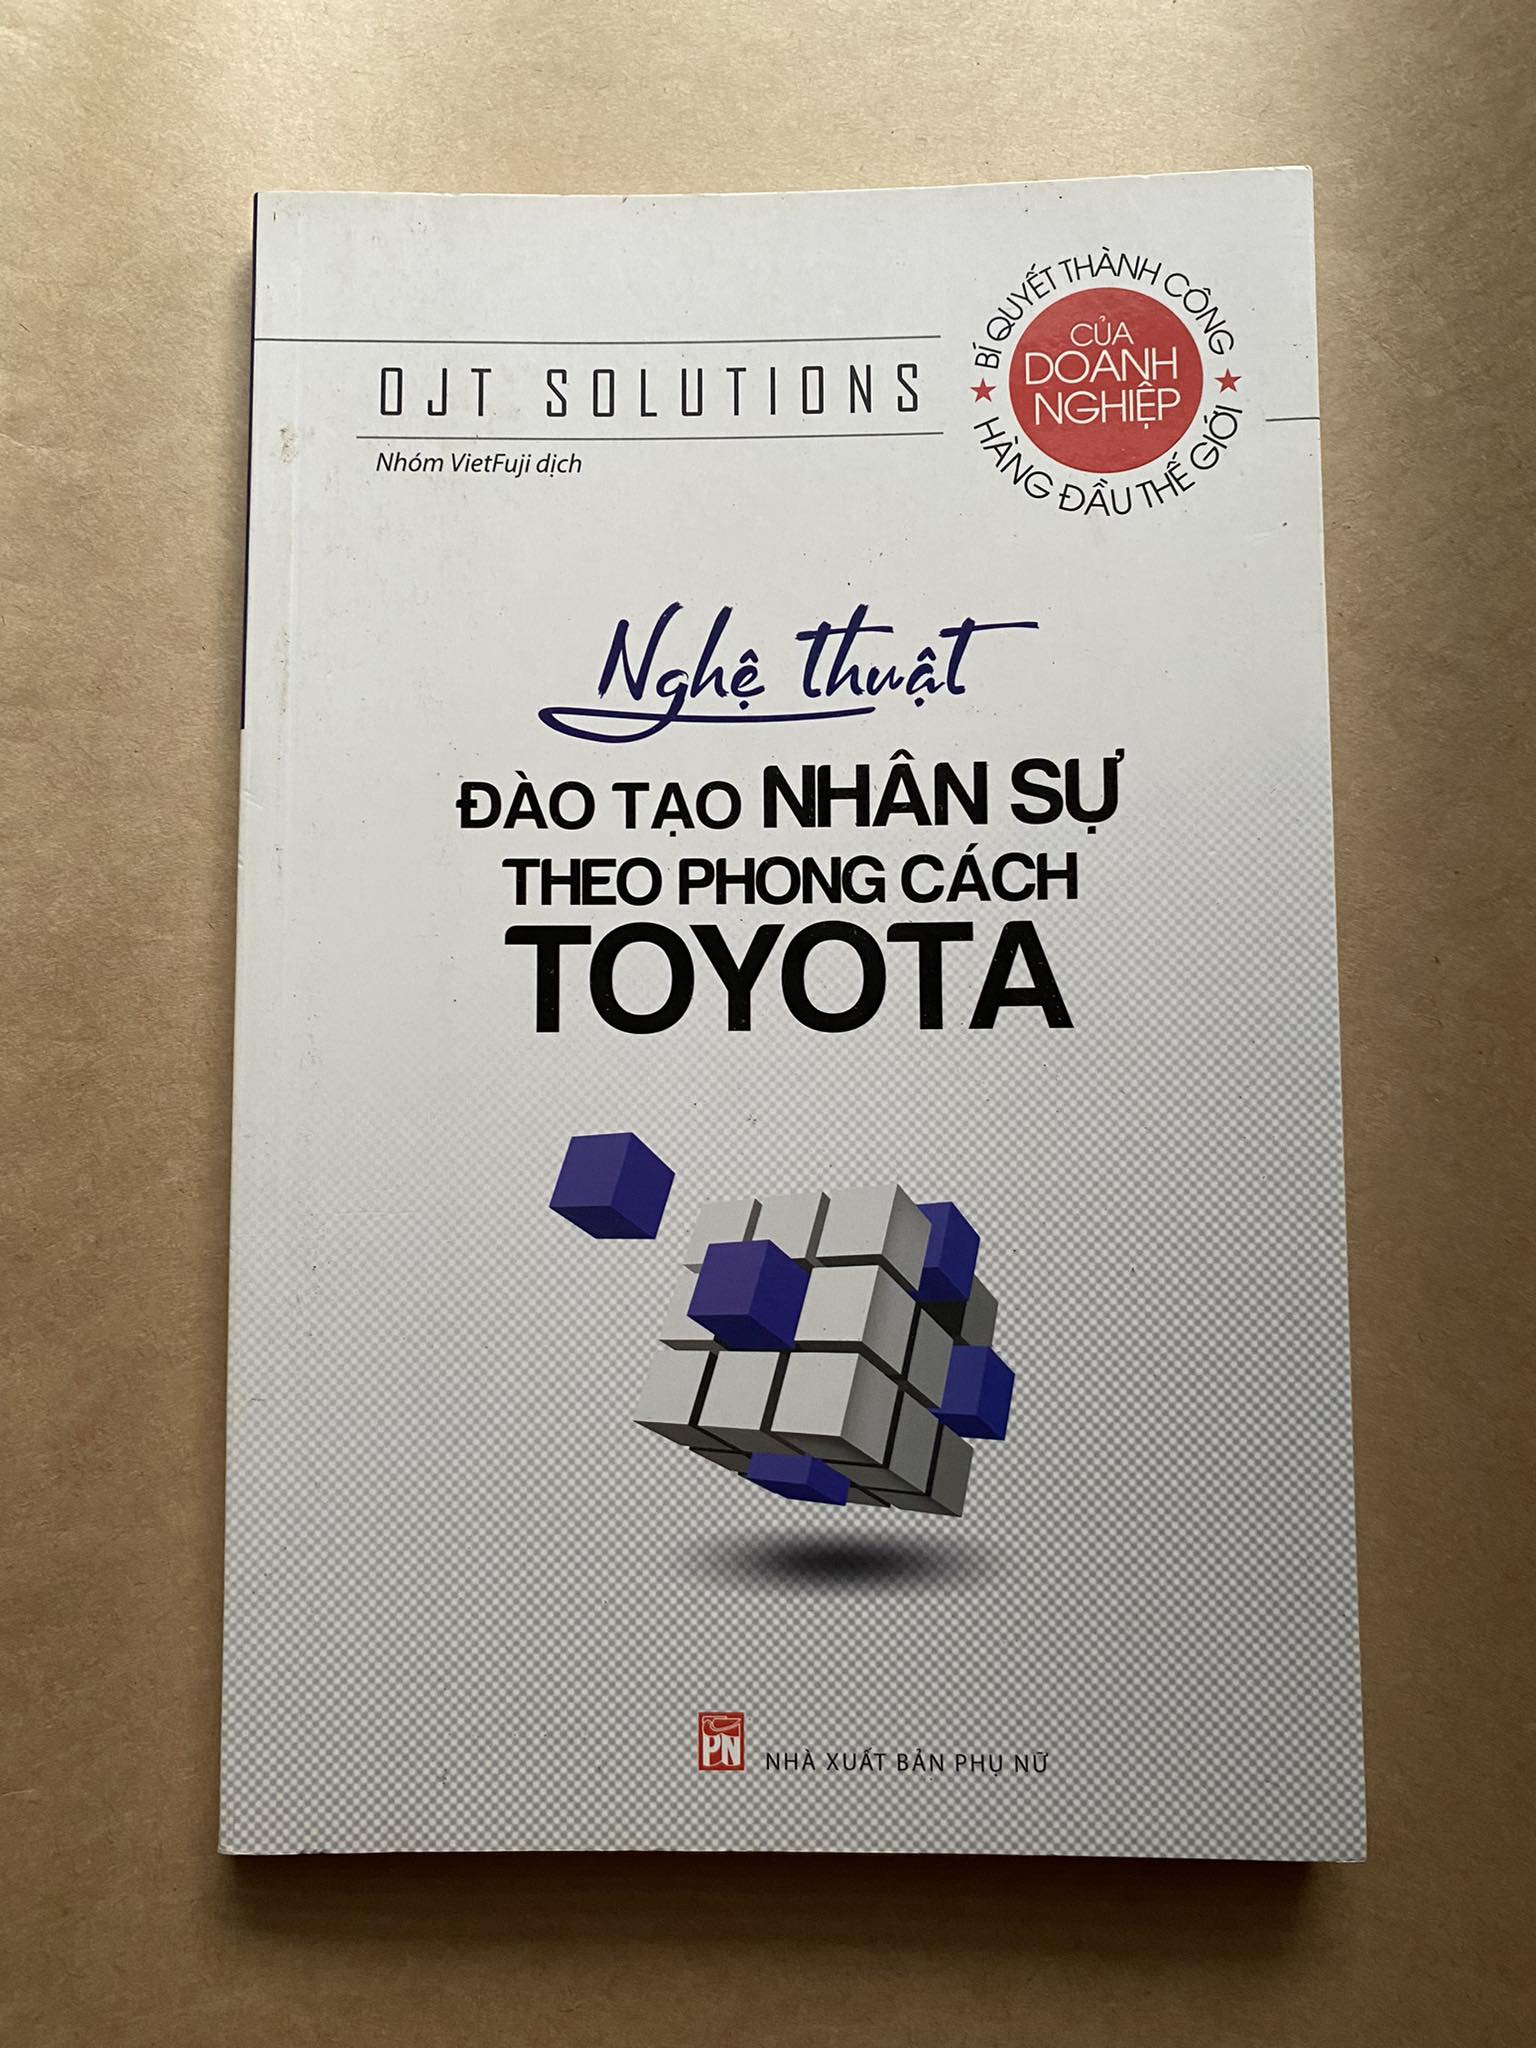 OJT SOLUTIONS
Nhóm VietFuji dịch
BÍ QUYẾT THÀNH CÔNG
CỦA
DOANH
NGHIỆP
HÀNG ĐẦU THẾ GIỚI
Nghệ thuật
ĐÀO TẠO NHÂN SỰ
THEO PHONG CÁCH
TOYOTA
PN
NHÀ XUẤT BẢN PHỤ NỮ